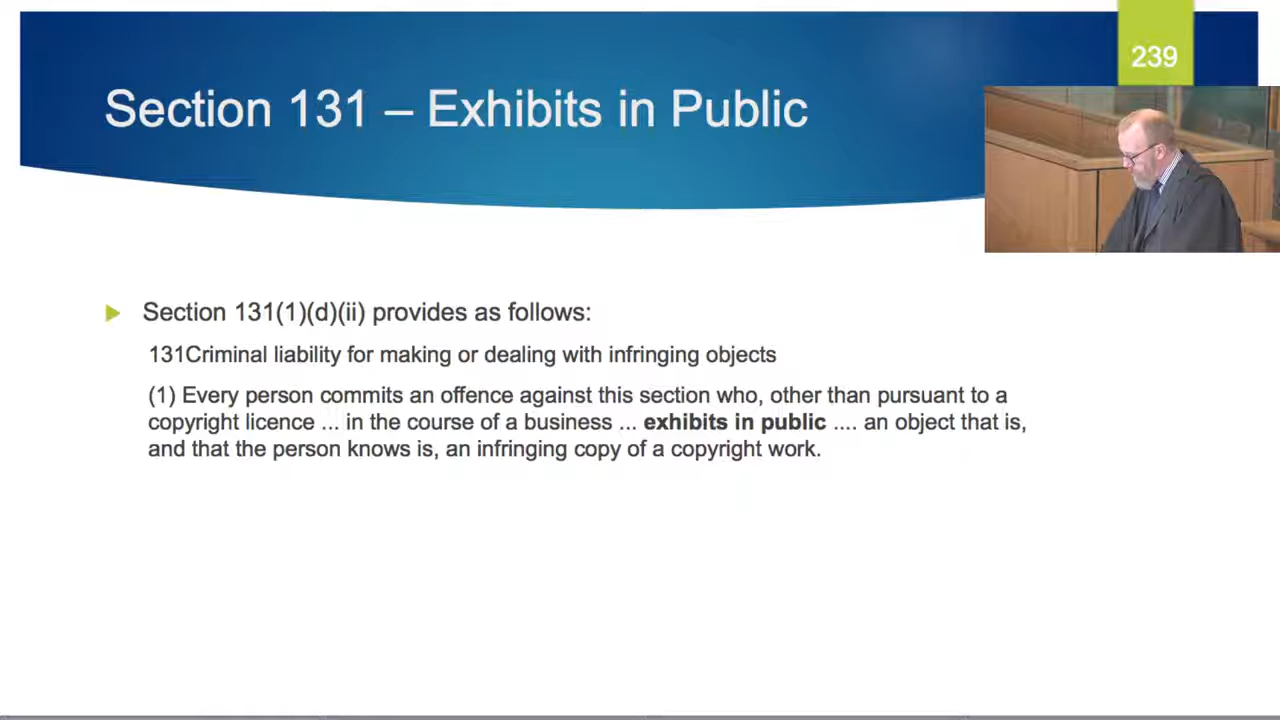 239
Section 131 – Exhibits in Public
Section 131(1)(d)(ii) provides as follows:
131Criminal liability for making or dealing with infringing objects
(1) Every person commits an offence against this section who, other than pursuant to a
copyright licence ... in the course of a business ... exhibits in public .... an object that is,
and that the person knows is, an infringing copy of a copyright work.